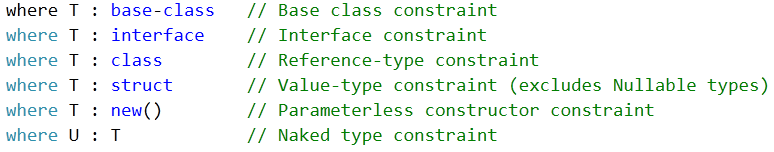 where T : base-class   // Base class constraint
where T : interface    // Interface constraint
where T : class        // Reference-type constraint
where T : struct       // Value-type constraint (excludes Nullable types)
where T : new()        // Parameterless constructor constraint
where U : T            // Naked type constraint